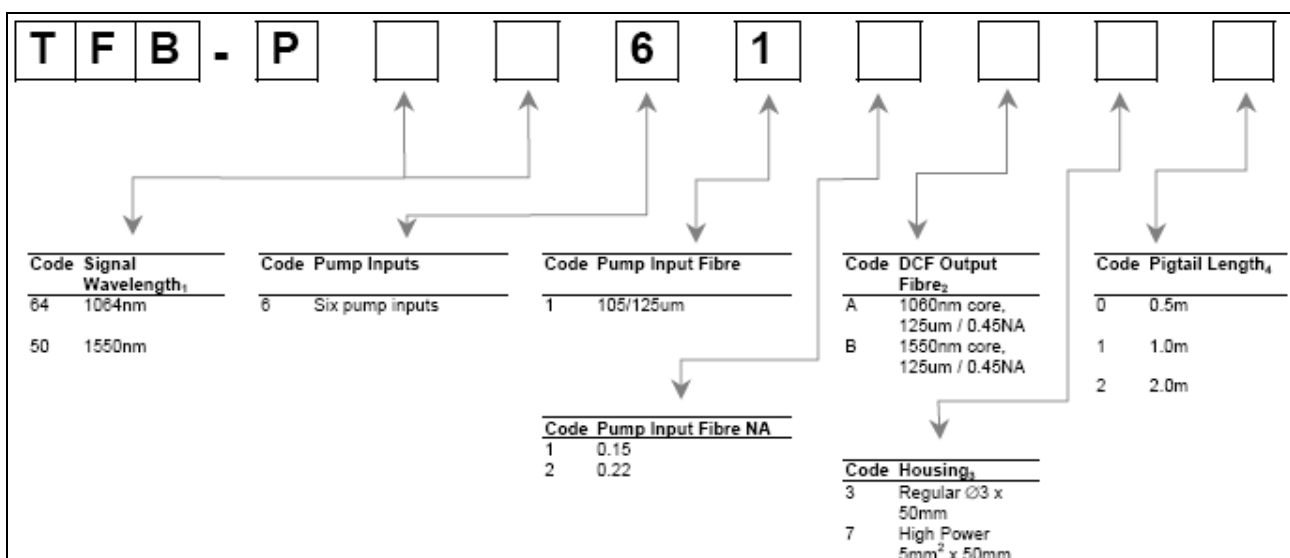 TFB-P 6 1
Code Signal Wavelength₁
64 1064nm
50 1550nm
Code Pump Inputs
6 Six pump inputs
Code Pump Input Fibre
1 105/125um
Code Pump Input Fibre NA
1 0.15
2 0.22
Code DCF Output Fibre₂
A 1060nm core, 125um / 0.45NA
B 1550nm core, 125um / 0.45NA
Code Housing₃
3 Regular ∅3 x 50mm
7 High Power 5mm² x 50mm
Code Pigtail Length₄
0 0.5m
1 1.0m
2 2.0m